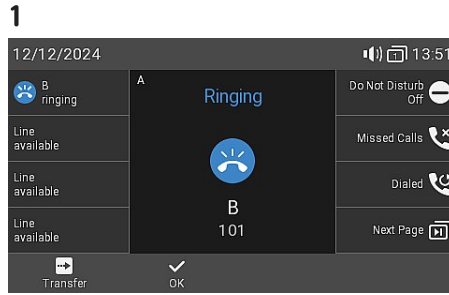 1
12/12/2024
1
13:51
B
ringing
Line
available
Line
available
Line
available
A
Ringing
B
101
Do Not Disturb
Off
Missed Calls
Dialed
Next Page
Transfer
OK